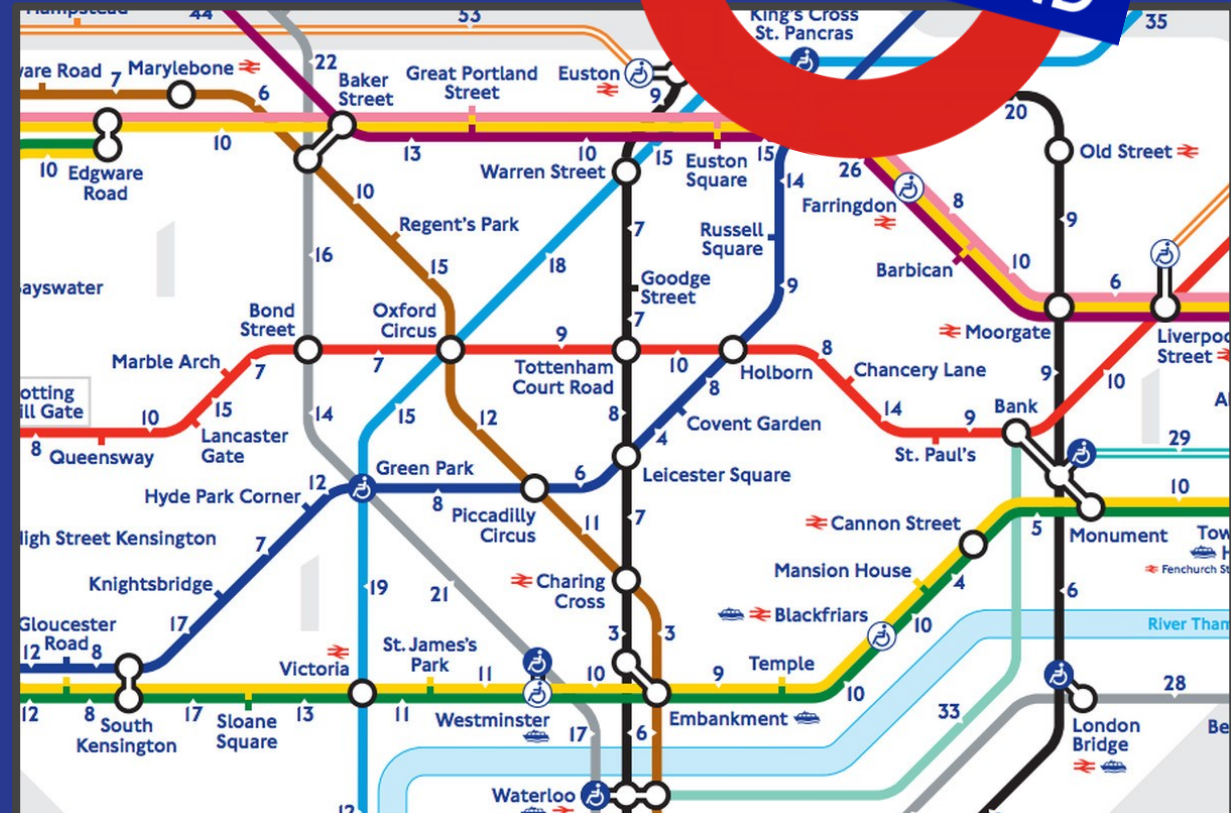 44
53
King's Cross
St. Pancras
35
7
Marylebone
6
22
Baker
Street
Great Portland
Street
Euston
9
20
10
13
10
15
Euston
Square
15
Old Street
10
Edgware
Road
Warren Street
14
26
Farringdon
8
10
Regent's Park
7
Russell
Square
9
16
15
18
Barbican
10
Goodge
Street
9
6
7
Bond
Street
Oxford
Circus
9
Moorgate
Marble Arch
7
7
Tottenham
Court Road
10
Holborn
8
Chancery Lane
9
10
8
10
15
Lancaster
Gate
Queensway
14
15
12
8
8
Covent Garden
4
14
9
St. Paul's
Bank
29
Green Park
Leicester Square
Hyde Park Corner
12
8
6
Piccadilly
Circus
11
7
10
High Street Kensington
7
Cannon Street
5
Monument
Fenchurch St
Knightsbridge
19
21
Charing
Cross
Mansion House
4
6
17
Gloucester
Road
12
8
Victoria
St. James's
Park
11
3
3
10
Blackfriars
10
Temple
9
10
12
8
South
Kensington
17
Sloane
Square
13
11
Westminster
17
Embankment
6
33
28
London
Bridge
Waterloo
12